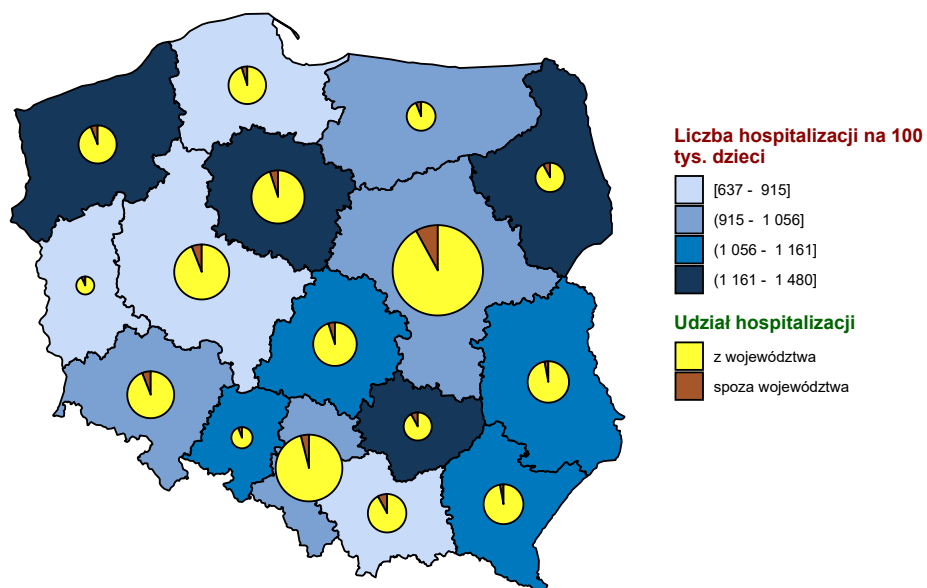 Liczba hospitalizacji na 100
tys. dzieci
[637 - 915]
(915 - 1 056]
(1 056 - 1 161]
(1 161 - 1 480]
Udział hospitalizacji
z województwa
spoza województwa